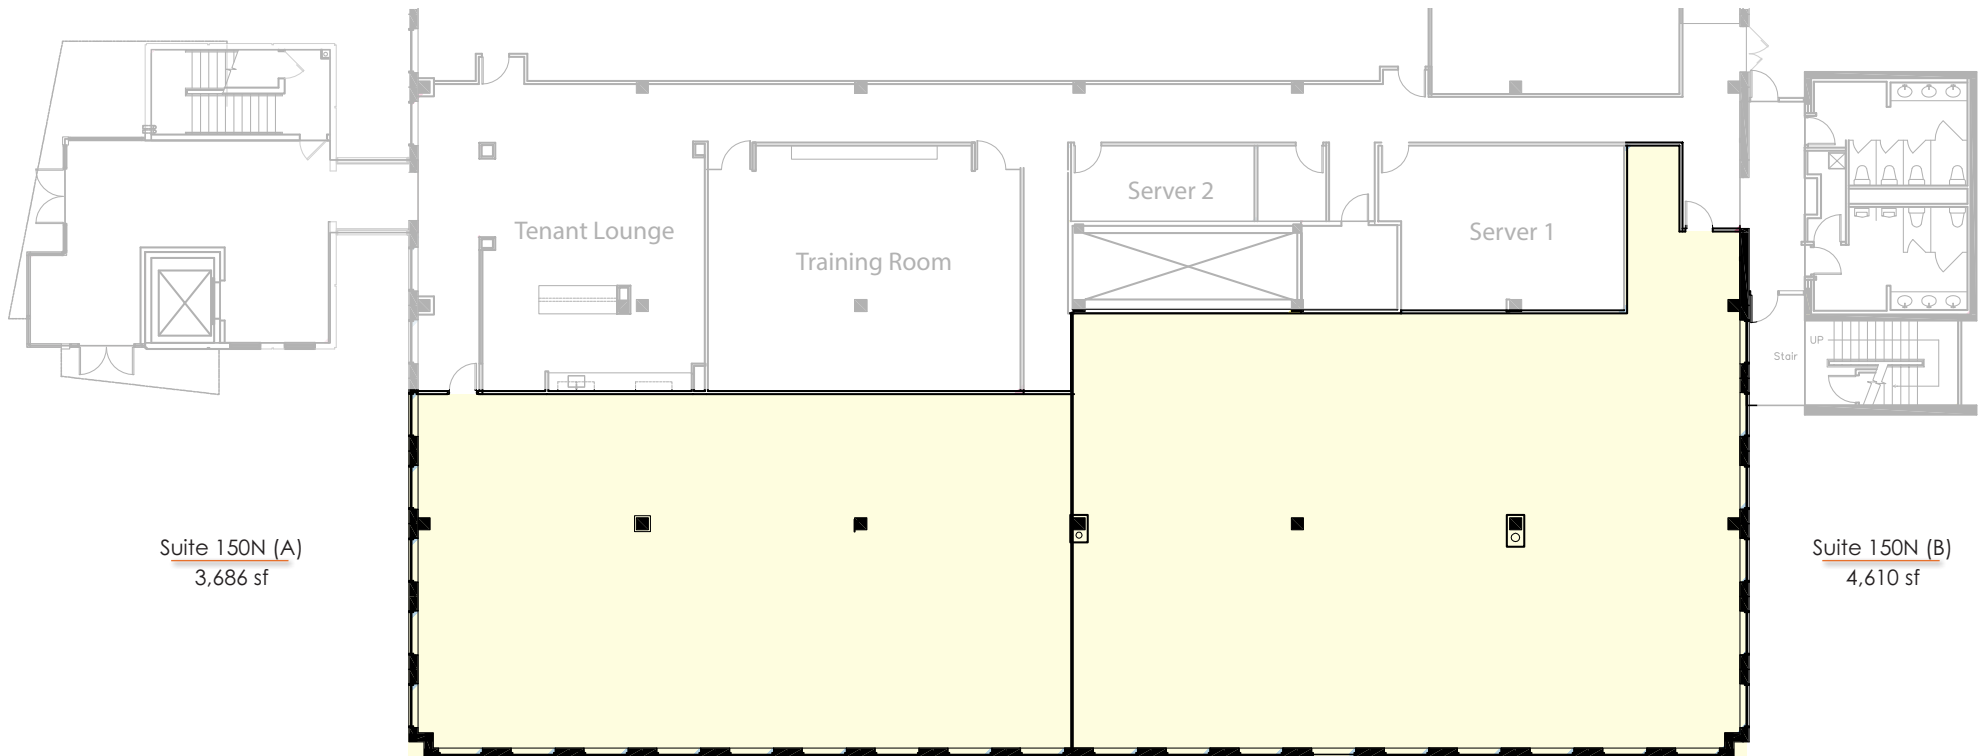 Server 2
Tenant Lounge
Server 1
Training Room
UP
Stair
Suite 150N (A)
3,686 sf
Suite 150N (B)
4,610 sf